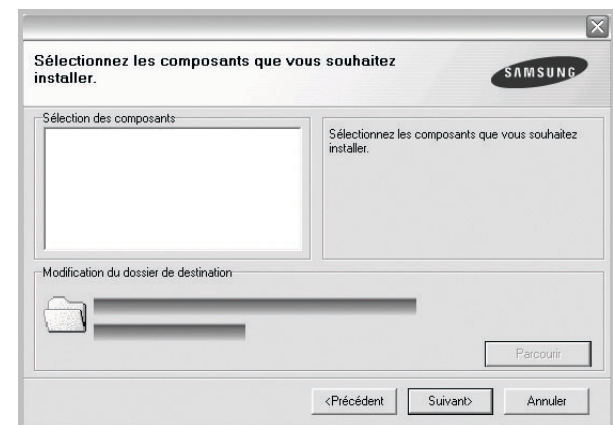 Sélectionnez les composants que vous souhaitez
installer.
SAMSUNG
Sélection des composants
Sélectionnez les composants que vous souhaitez
installer.
Modification du dossier de destination
Parcourir
<Précédent
Suivant>
Annuler